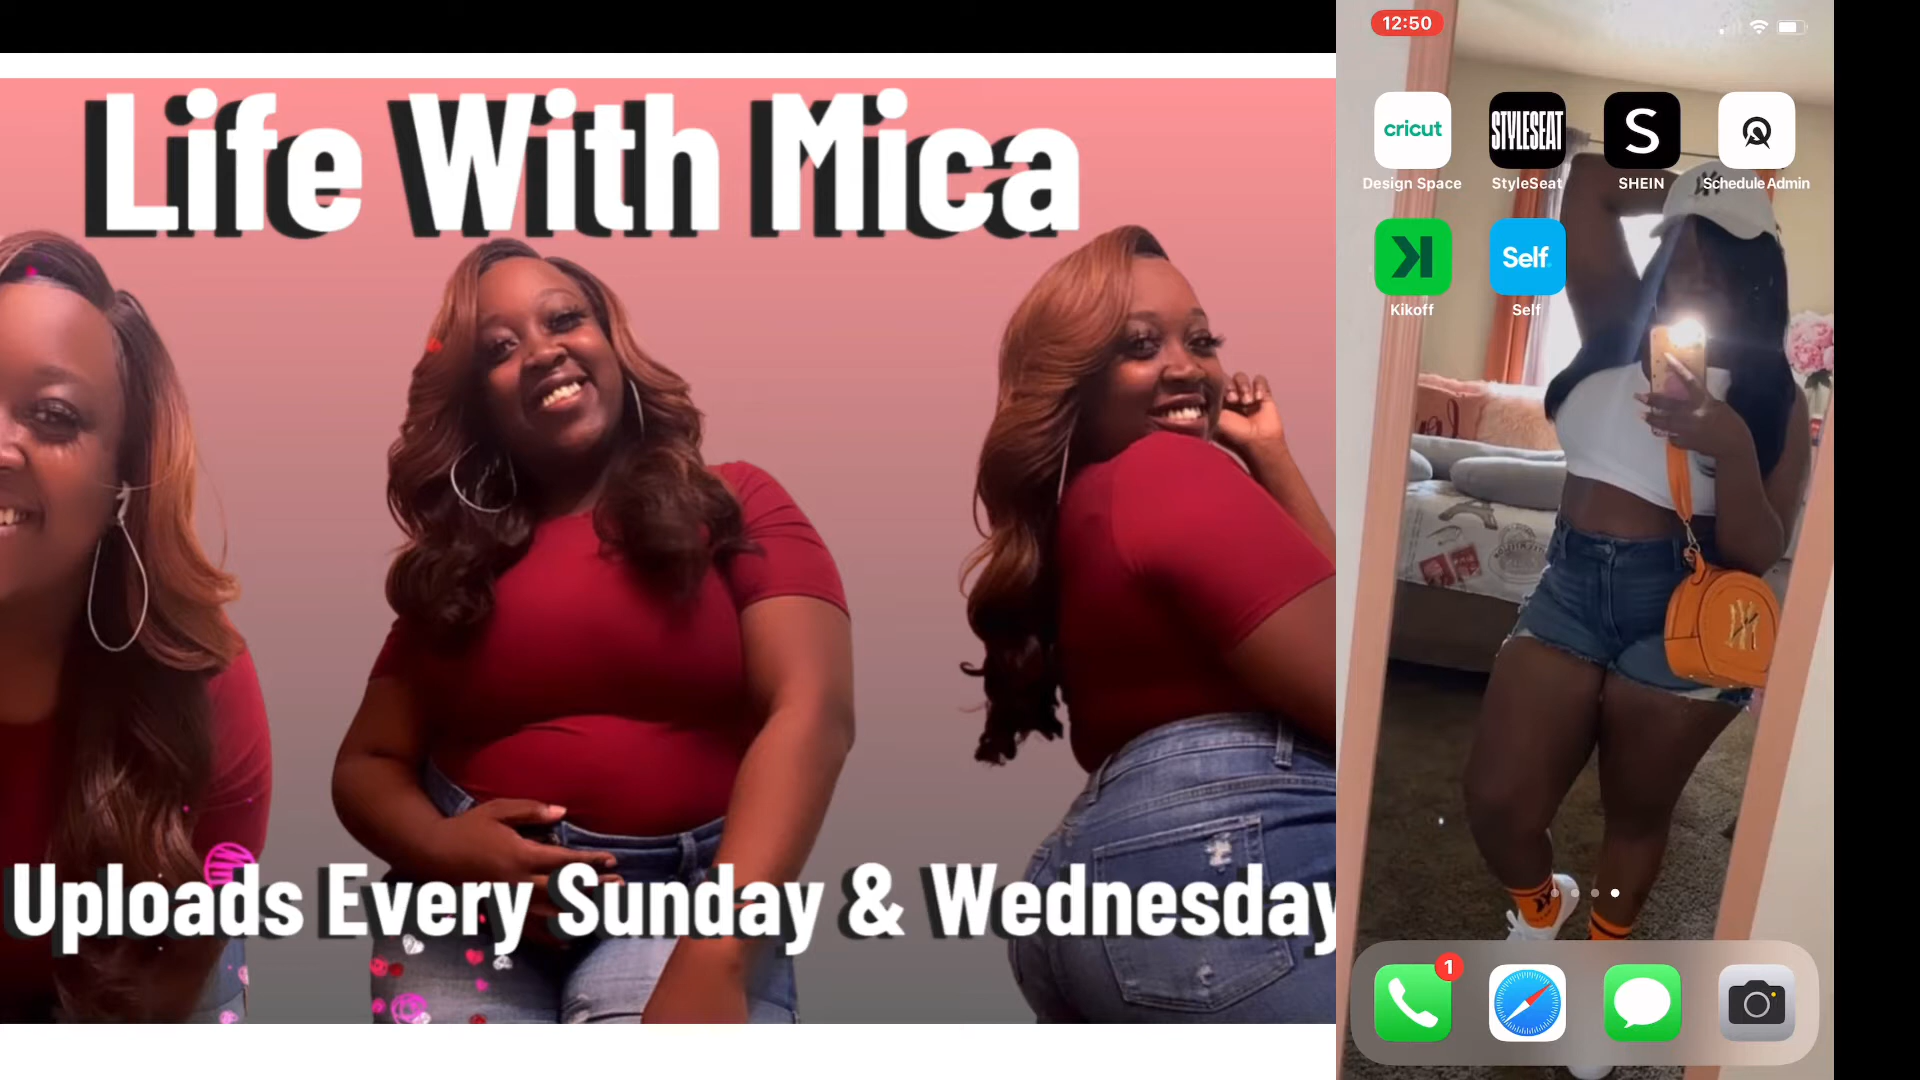 Life With Mica
Uploads Every Sunday & Wednesday
12:50
cricut
STYLESEAT
S
Design Space
StyleSeat
SHEIN
Schedule Admin
Self
Kikoff
Self
NY
1